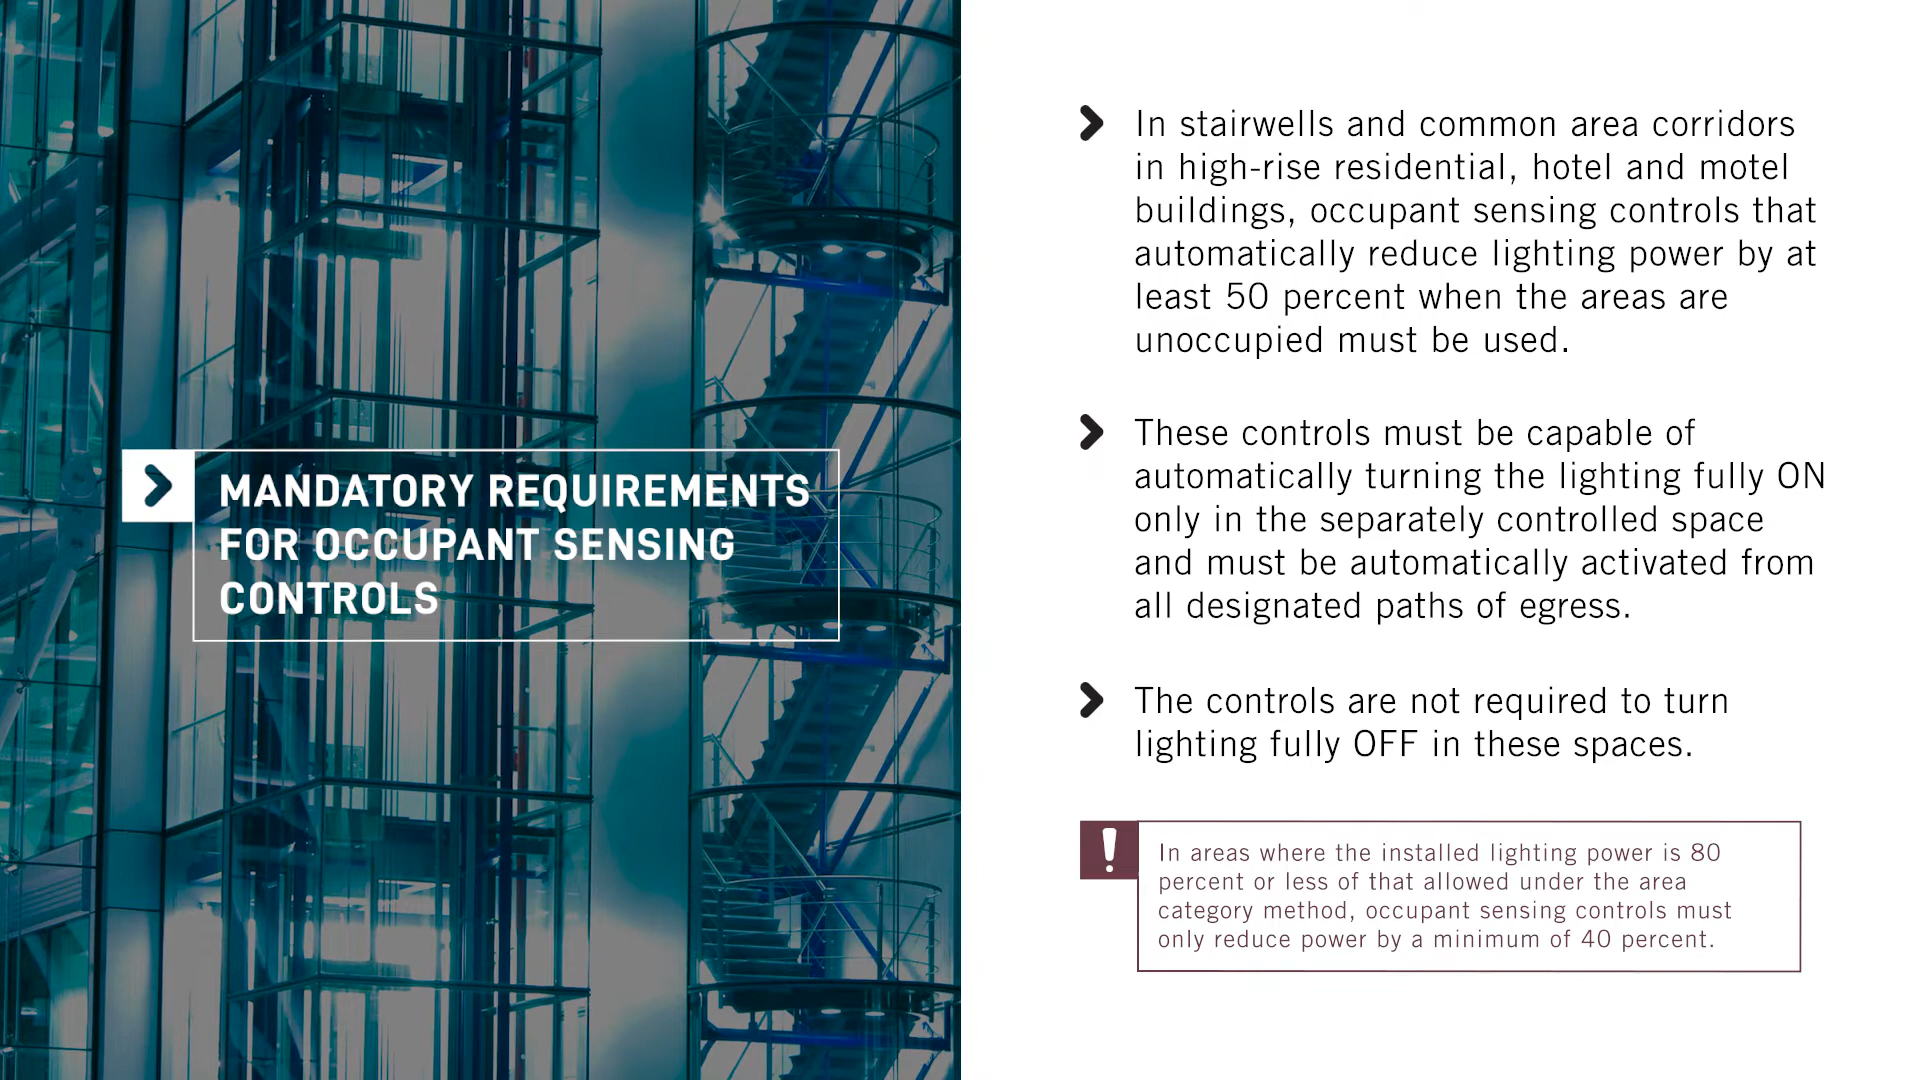 MANDATORY REQUIREMENTS
FOR OCCUPANT SENSING
CONTROLS
In stairwells and common area corridors
in high-rise residential, hotel and motel
buildings, occupant sensing controls that
automatically reduce lighting power by at
least 50 percent when the areas are
unoccupied must be used.
These controls must be capable of
automatically turning the lighting fully ON
only in the separately controlled space
and must be automatically activated from
all designated paths of egress.
The controls are not required to turn
lighting fully OFF in these spaces.
In areas where the installed lighting power is 80
percent or less of that allowed under the area
category method, occupant sensing controls must
only reduce power by a minimum of 40 percent.